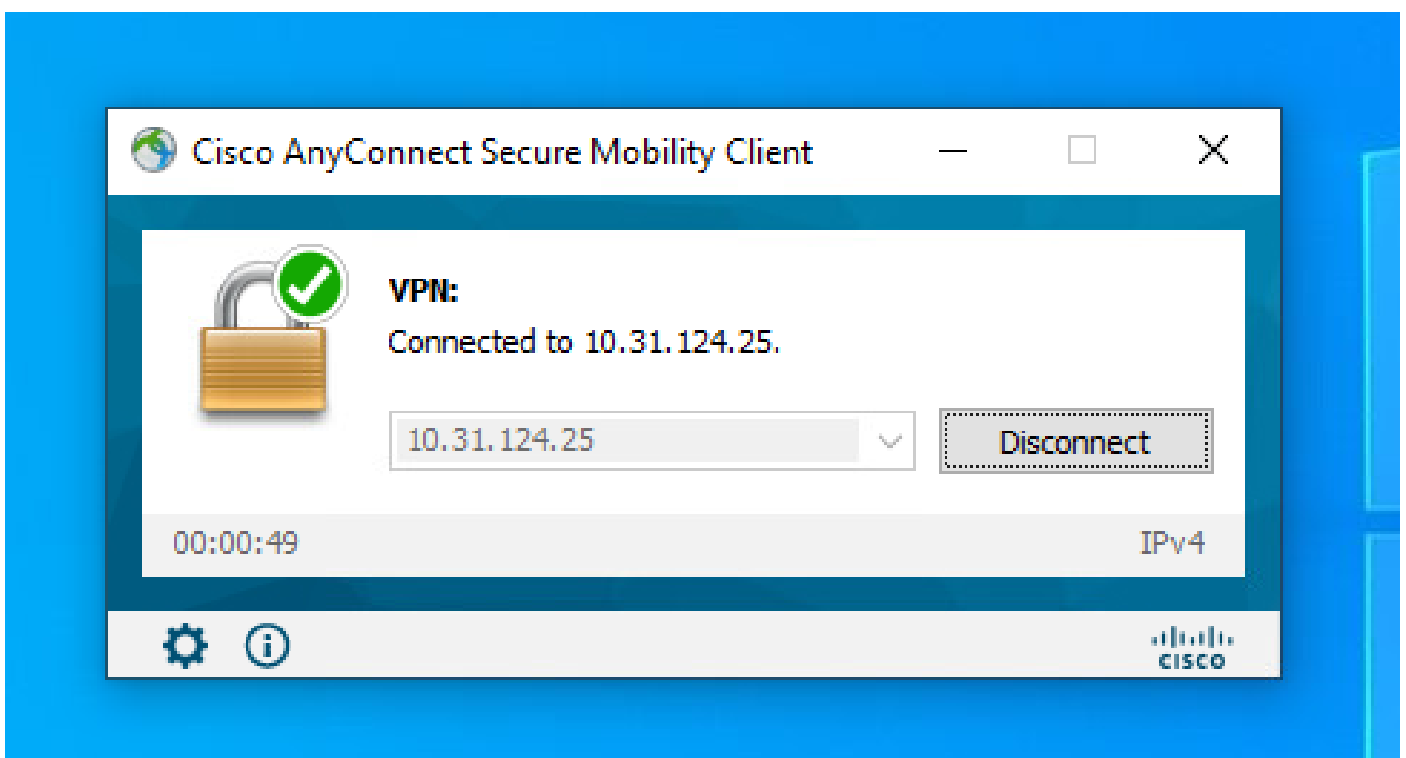 Cisco AnyConnect Secure Mobility Client
VPN:
Connected to 10.31.124.25.
10.31.124.25
Disconnect
00:00:49
IPv4
CISCO